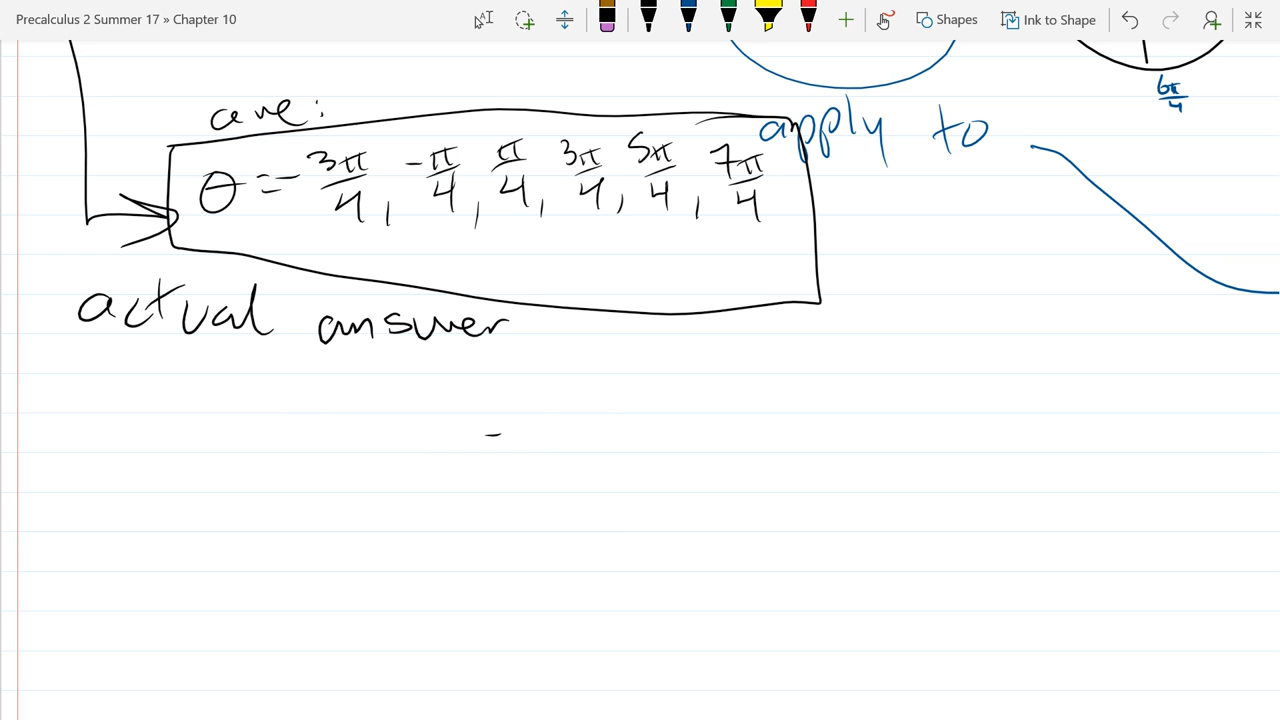 Precalculus 2 Summer 17 » Chapter 10
Shapes
Ink to Shape
6π/4
are:
apply to
θ = -3π/4, -π/4, π/4, 3π/4, 5π/4, 7π/4
actual answer
-